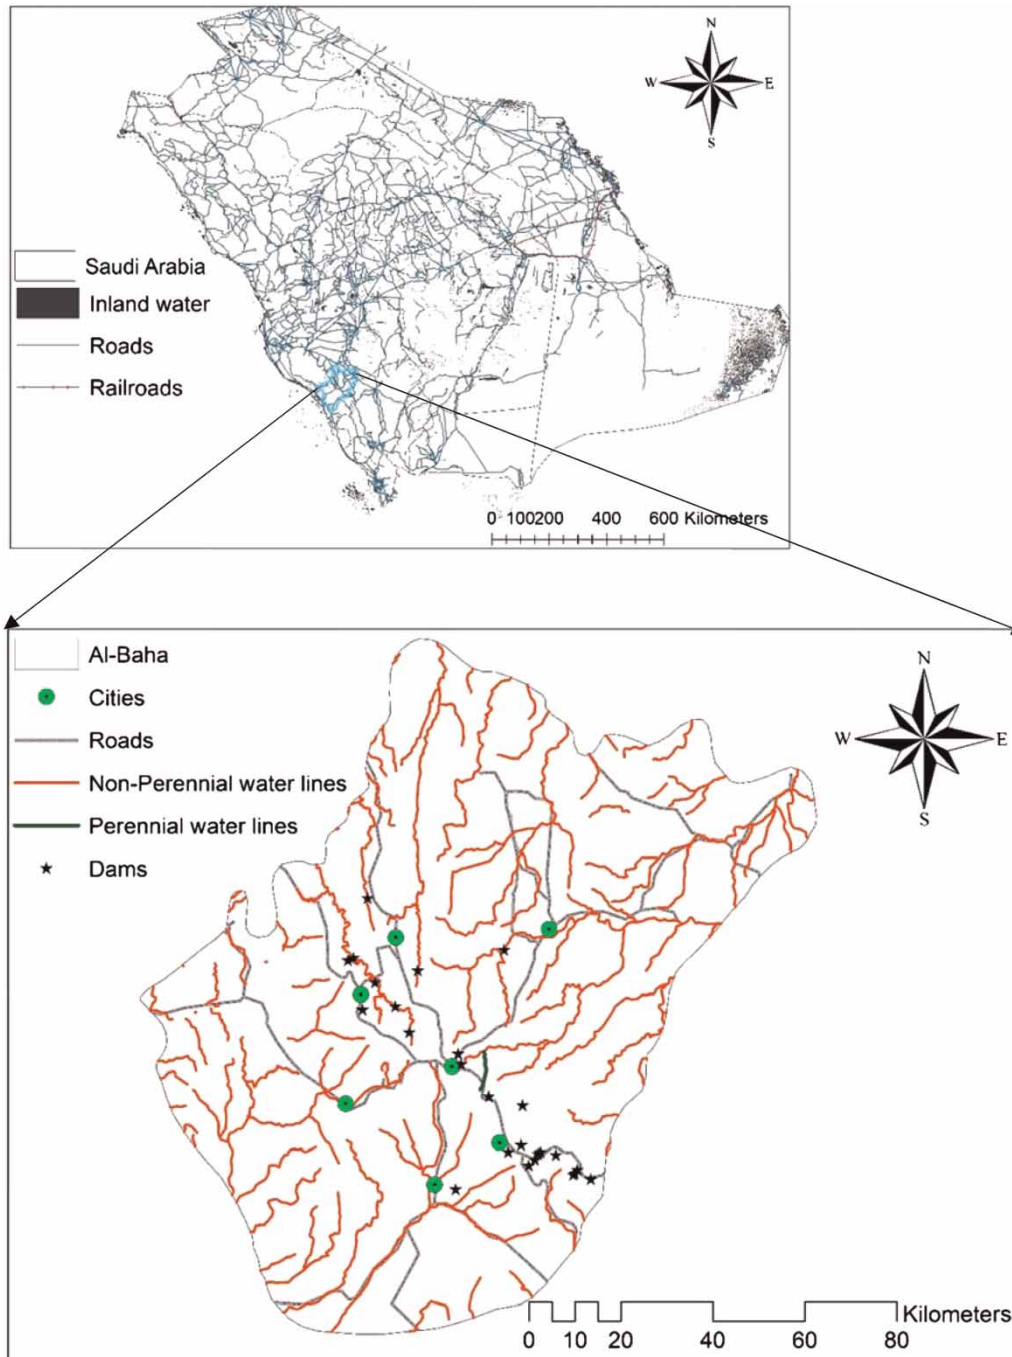 N
W E
S
Saudi Arabia
Inland water
Roads
Railroads
0 100200 400 600 Kilometers
Al-Baha
Cities
Roads
Non-Perennial water lines
Perennial water lines
Dams
N
W E
S
Kilometers
0 10 20 40 60 80